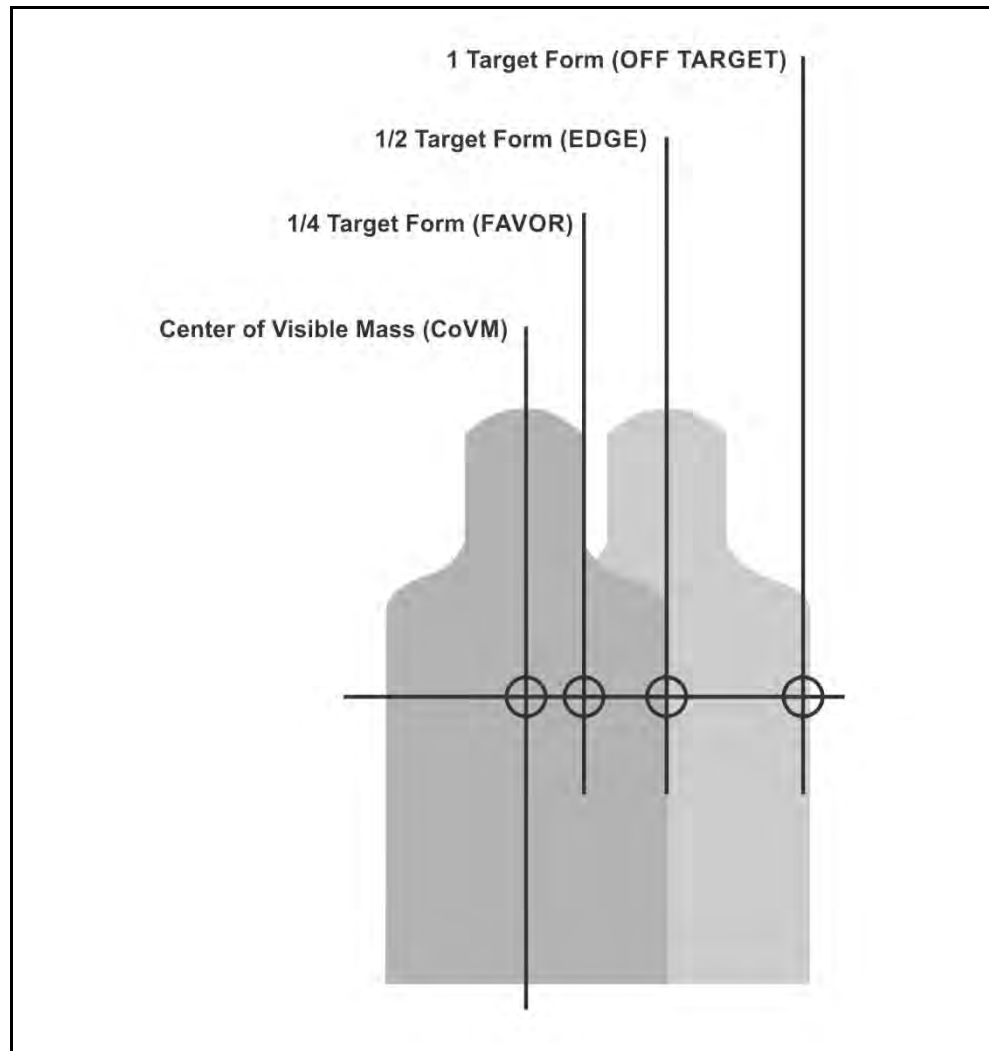 1 Target Form (OFF TARGET)
1/2 Target Form (EDGE)
1/4 Target Form (FAVOR)
Center of Visible Mass (CoVM)